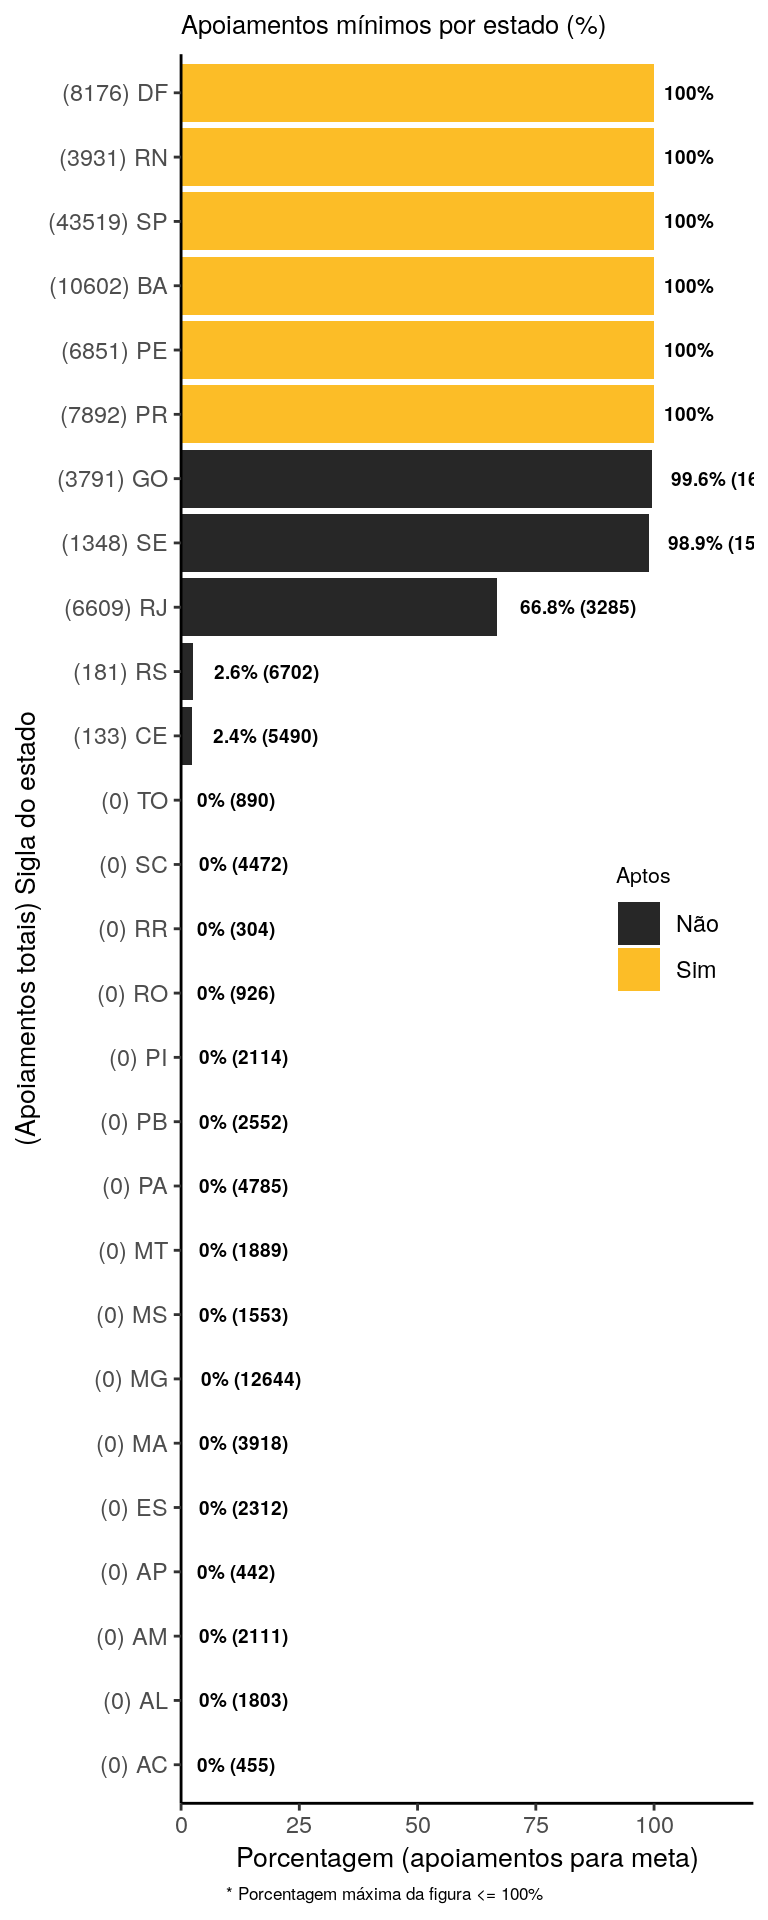 Apoiamentos mínimos por estado (%)
(8176) DF 100%
(3931) RN 100%
(43519) SP 100%
(10602) BA 100%
(6851) PE 100%
(7892) PR 100%
(3791) GO 99.6% (16
(1348) SE 98.9% (15
(6609) RJ 66.8% (3285)
(181) RS 2.6% (6702)
(133) CE 2.4% (5490)
(0) TO 0% (890)
(0) SC 0% (4472)
(0) RR 0% (304)
(0) RO 0% (926)
(0) PI 0% (2114)
(0) PB 0% (2552)
(0) PA 0% (4785)
(0) MT 0% (1889)
(0) MS 0% (1553)
(0) MG 0% (12644)
(0) MA 0% (3918)
(0) ES 0% (2312)
(0) AP 0% (442)
(0) AM 0% (2111)
(0) AL 0% (1803)
(0) AC 0% (455)
(Apoiamentos totais) Sigla do estado
Aptos
Não
Sim
0 25 50 75 100
Porcentagem (apoiamentos para meta)
* Porcentagem máxima da figura <= 100%